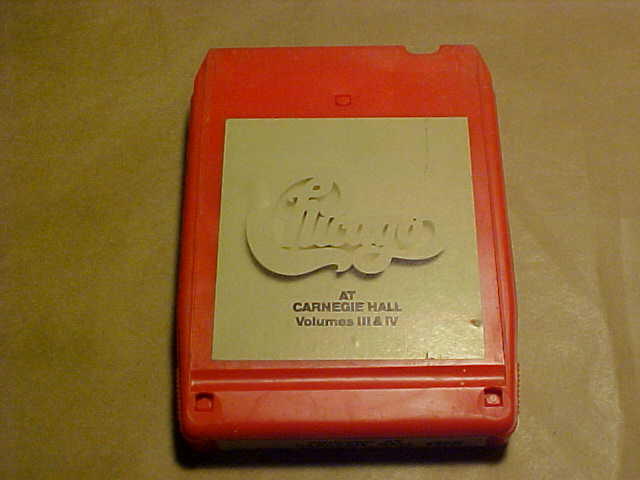 Chicago
AT
CARNEGIE HALL
Volumes III & IV